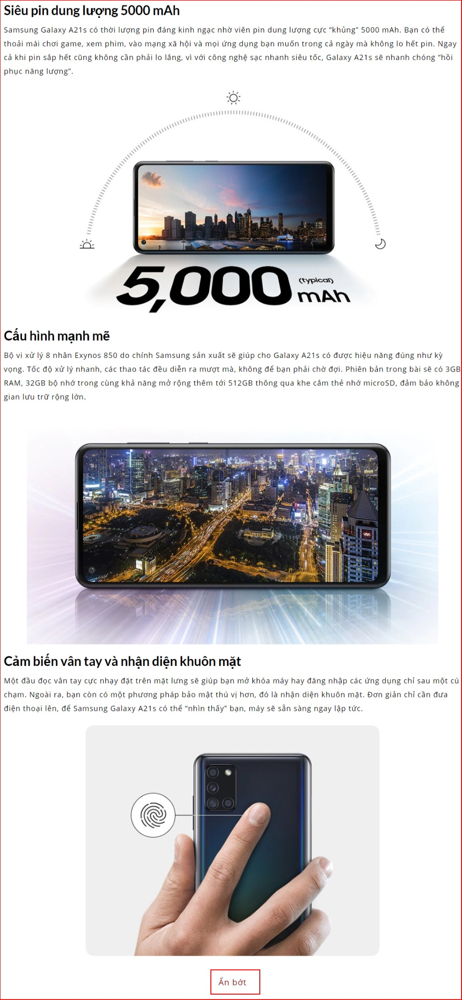 Siêu pin dung lượng 5000 mAh
Samsung Galaxy A21s có thời lượng pin đáng kinh ngạc nhờ viên pin dung lượng cực “khủng” 5000 mAh. Bạn có thể
thoải mái chơi game, xem phim, vào mạng xã hội và mọi ứng dụng bạn muốn trong cả ngày mà không lo hết pin. Ngay
cả khi pin sắp hết cũng không cần phải lo lắng, vì với công nghệ sạc nhanh siêu tốc, Galaxy A21s sẽ nhanh chóng “hồi
phục năng lượng”.
5,000 (typical) mAh
Cấu hình mạnh mẽ
Bộ vi xử lý 8 nhân Exynos 850 do chính Samsung sản xuất sẽ giúp cho Galaxy A21s có được hiệu năng đúng như kỳ
vọng. Tốc độ xử lý nhanh, các thao tác đều diễn ra mượt mà, không để bạn phải chờ đợi. Phiên bản trong bài sẽ có 3GB
RAM, 32GB bộ nhớ trong cùng khả năng mở rộng thêm tới 512GB thông qua khe cắm thẻ nhớ microSD, đảm bảo không
gian lưu trữ rộng lớn.
Cảm biến vân tay và nhận diện khuôn mặt
Một đầu đọc vân tay cực nhạy đặt trên mặt lưng sẽ giúp bạn mở khóa máy hay đăng nhập các ứng dụng chỉ sau một cú
chạm. Ngoài ra, bạn còn có một phương pháp bảo mật thú vị hơn, đó là nhận diện khuôn mặt. Đơn giản chỉ cần đưa
điện thoại lên, để Samsung Galaxy A21s có thể “nhìn thấy” bạn, máy sẽ sẵn sàng ngay lập tức.
Ẩn bớt